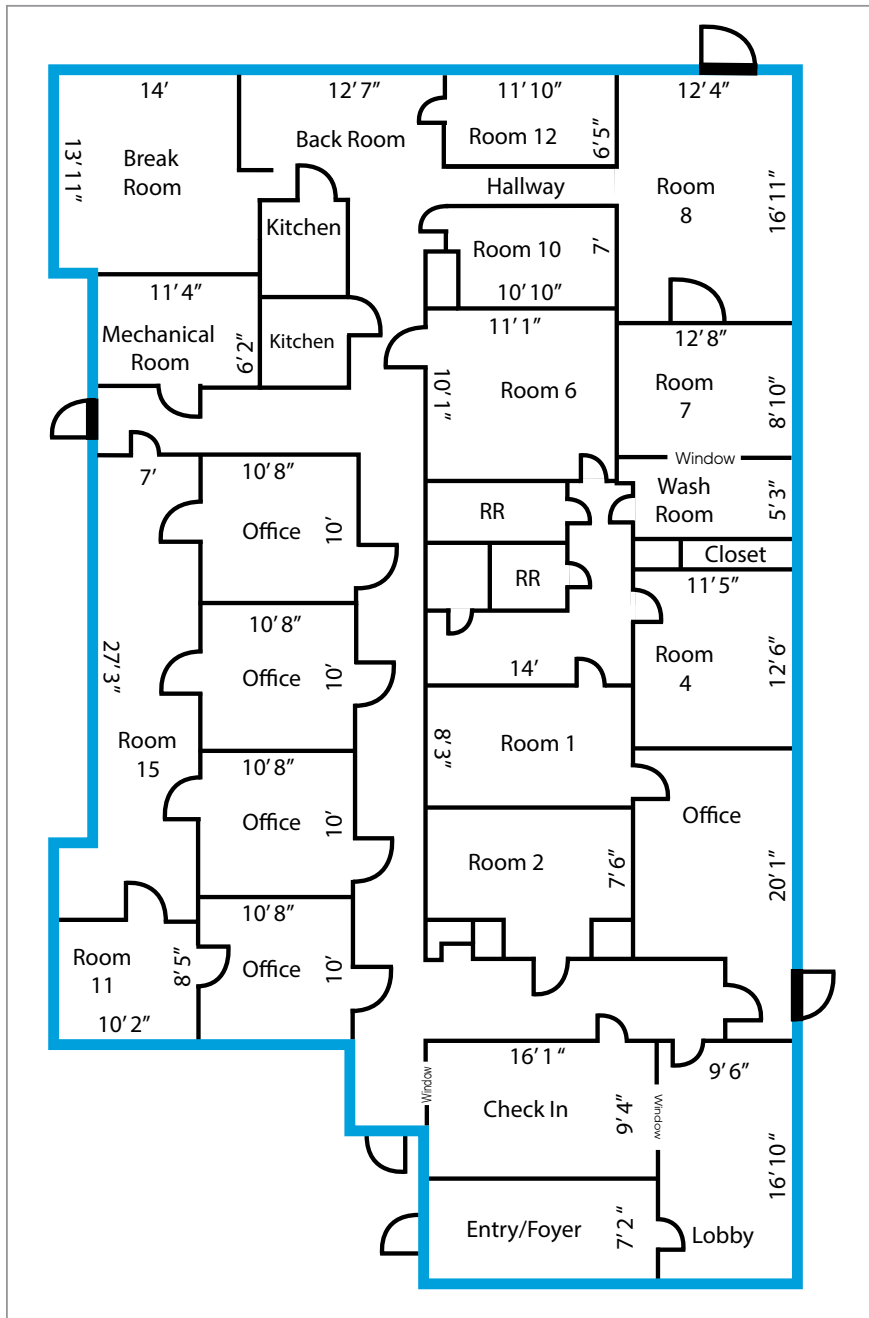 14'
12' 7"
11' 10"
12' 4"
Back Room
Room 12
6' 5"
13' 11"
Break
Room
Hallway
Room
8
16' 11"
Kitchen
Room 10
7'
10' 10"
11' 4"
Mechanical
Room
6' 2"
Kitchen
11' 1"
10' 1"
Room 6
12' 8"
Room
7
8' 10"
Window
7'
10' 8"
Office
10'
RR
Wash
Room
5' 3"
RR
Closet
11' 5"
10' 8"
Office
10'
27' 3"
14'
Room
4
12' 6"
Room
15
8' 3"
Room 1
10' 8"
Office
10'
Office
Room 2
7' 6"
20' 1"
10' 8"
Office
10'
Room
11
8' 5"
10' 2"
16' 1 "
9' 6"
Window
Check In
9' 4"
Window
16' 10"
Entry/Foyer
7' 2"
Lobby